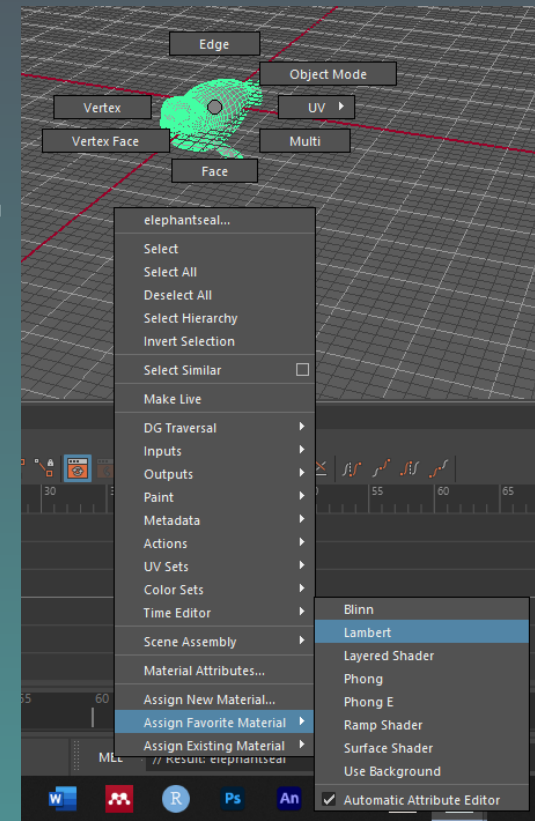 Edge
Object Mode
Vertex
UV
Vertex Face
Multi
Face
elephantseal...
Select
Select All
Deselect All
Select Hierarchy
Invert Selection
Select Similar
Make Live
DG Traversal
Inputs
Outputs
Paint
Metadata
Actions
UV Sets
Color Sets
Time Editor
Scene Assembly
Material Attributes...
Assign New Material...
Assign Favorite Material
Assign Existing Material
Blinn
Lambert
Layered Shader
Phong
Phong E
Ramp Shader
Surface Shader
Use Background
Automatic Attribute Editor
30
55
60
65
55
60
MEL
// Result: elephantseal
W
R
Ps
An